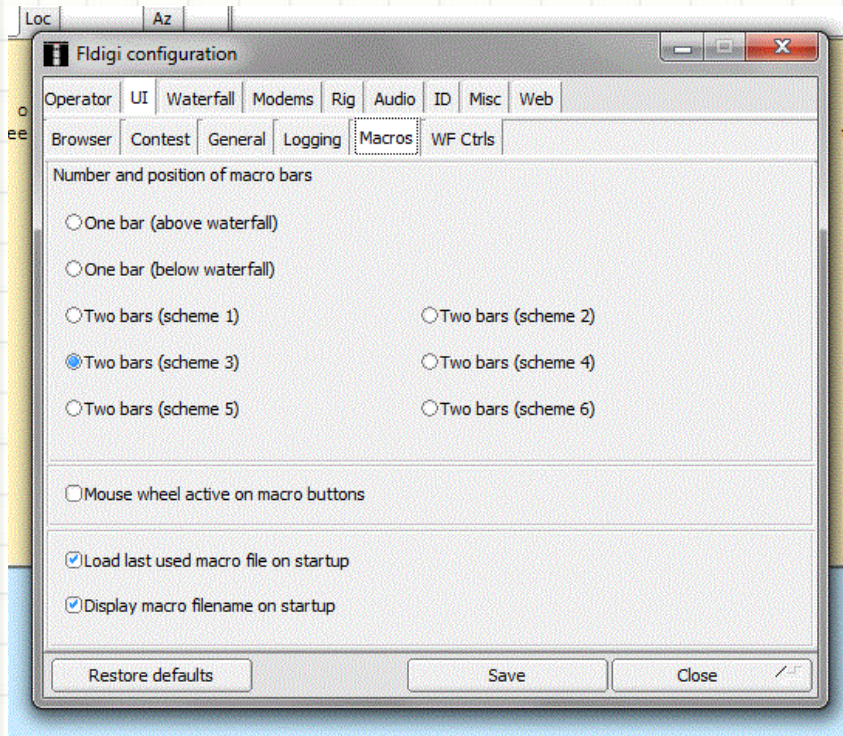 Loc Az
Fldigi configuration
o
ee
Operator UI Waterfall Modems Rig Audio ID Misc Web
Browser Contest General Logging Macros WF Ctrls
Number and position of macro bars
One bar (above waterfall)
One bar (below waterfall)
Two bars (scheme 1) Two bars (scheme 2)
Two bars (scheme 3) Two bars (scheme 4)
Two bars (scheme 5) Two bars (scheme 6)
Mouse wheel active on macro buttons
Load last used macro file on startup
Display macro filename on startup
Restore defaults Save Close